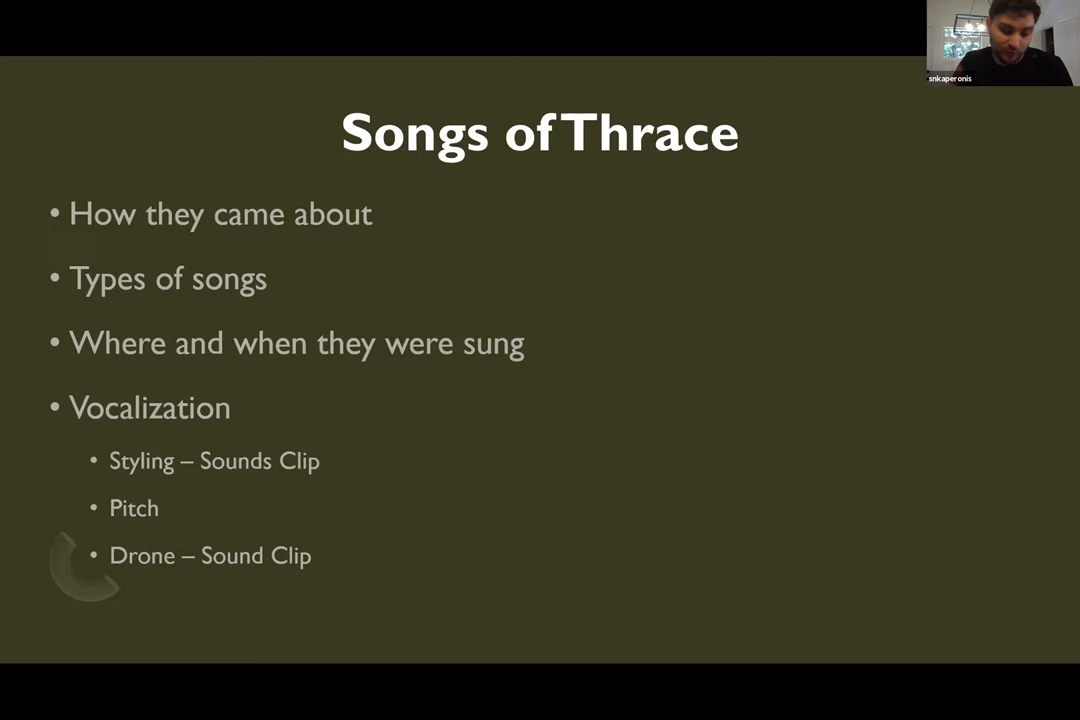 snkaperonis
Songs of Thrace
• How they came about
• Types of songs
• Where and when they were sung
• Vocalization
• Styling – Sounds Clip
• Pitch
• Drone – Sound Clip